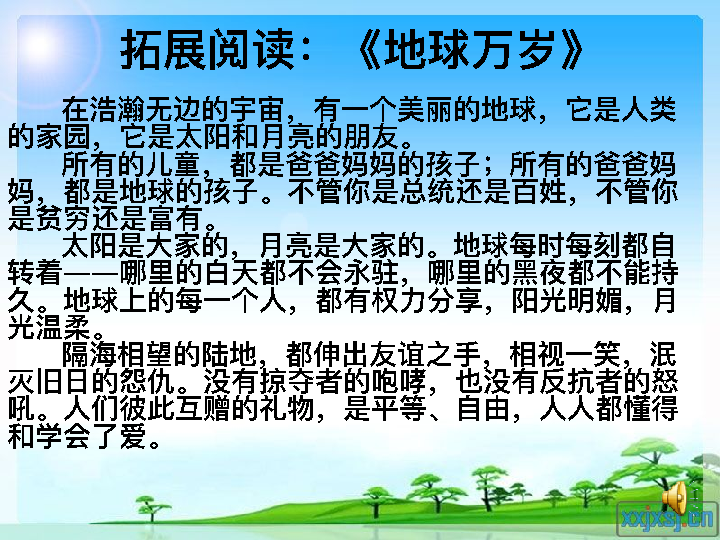 拓展阅读：《地球万岁》
在浩瀚无边的宇宙，有一个美丽的地球，它是人类
的家园，它是太阳和月亮的朋友。
所有的儿童，都是爸爸妈妈的孩子；所有的爸爸妈
妈，都是地球的孩子。不管你是总统还是百姓，不管你
是贫穷还是富有。
太阳是大家的，月亮是大家的。地球每时每刻都自
转着——哪里的白天都不会永驻，哪里的黑夜都不能持
久。地球上的每一个人，都有权力分享，阳光明媚，月
光温柔。
隔海相望的陆地，都伸出友谊之手，相视一笑，泯
灭旧日的怨仇。没有掠夺者的咆哮，也没有反抗者的怒
吼。人们彼此互赠的礼物，是平等、自由，人人都懂得
和学会了爱。
xxjxsj.cn